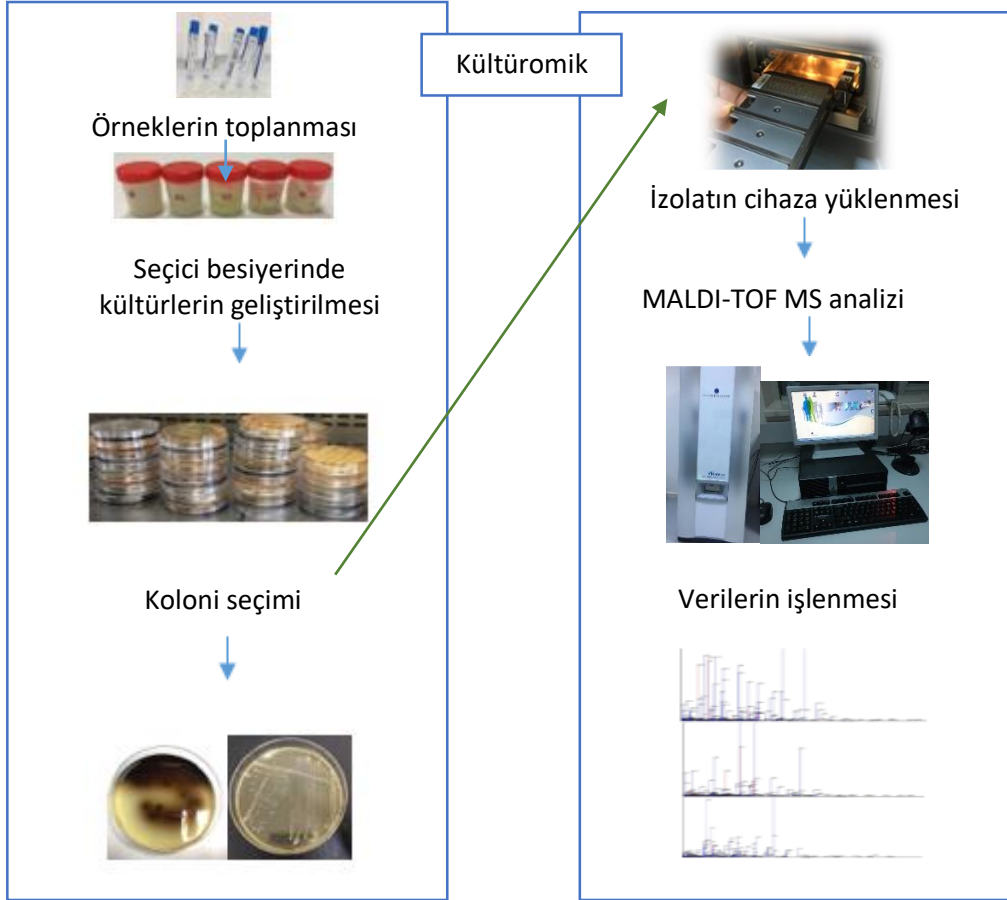 Kültüromik
Örneklerin toplanması
Seçici besiyerinde
kültürlerin geliştirilmesi
Koloni seçimi
İzolatın cihaza yüklenmesi
MALDI-TOF MS analizi
Verilerin işlenmesi